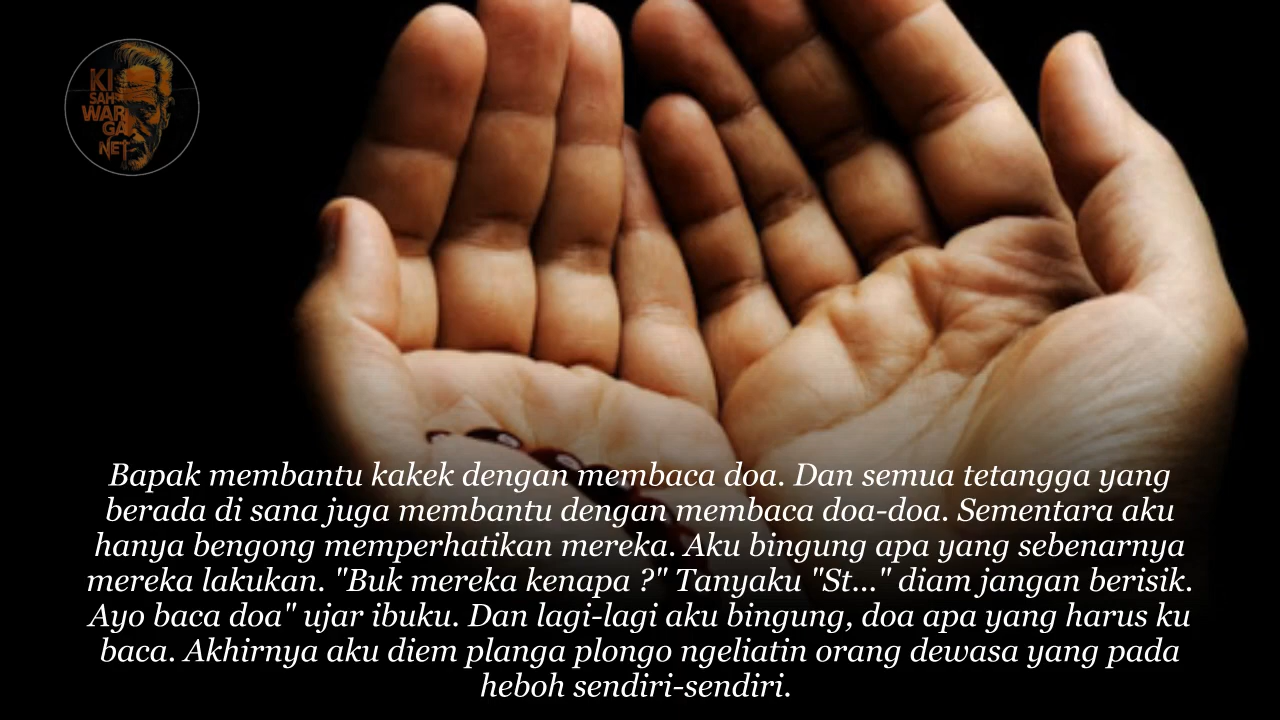 KI
SAH
WAR
GA
NET
Bapak membantu kakek dengan membaca doa. Dan semua tetangga yang
berada di sana juga membantu dengan membaca doa-doa. Sementara aku
hanya bengong memperhatikan mereka. Aku bingung apa yang sebenarnya
mereka lakukan. "Buk mereka kenapa ?" Tanyaku "St..." diam jangan berisik.
Ayo baca doa" ujar ibuku. Dan lagi-lagi aku bingung, doa apa yang harus ku
baca. Akhirnya aku diem planga plongo ngeliatin orang dewasa yang pada
heboh sendiri-sendiri.